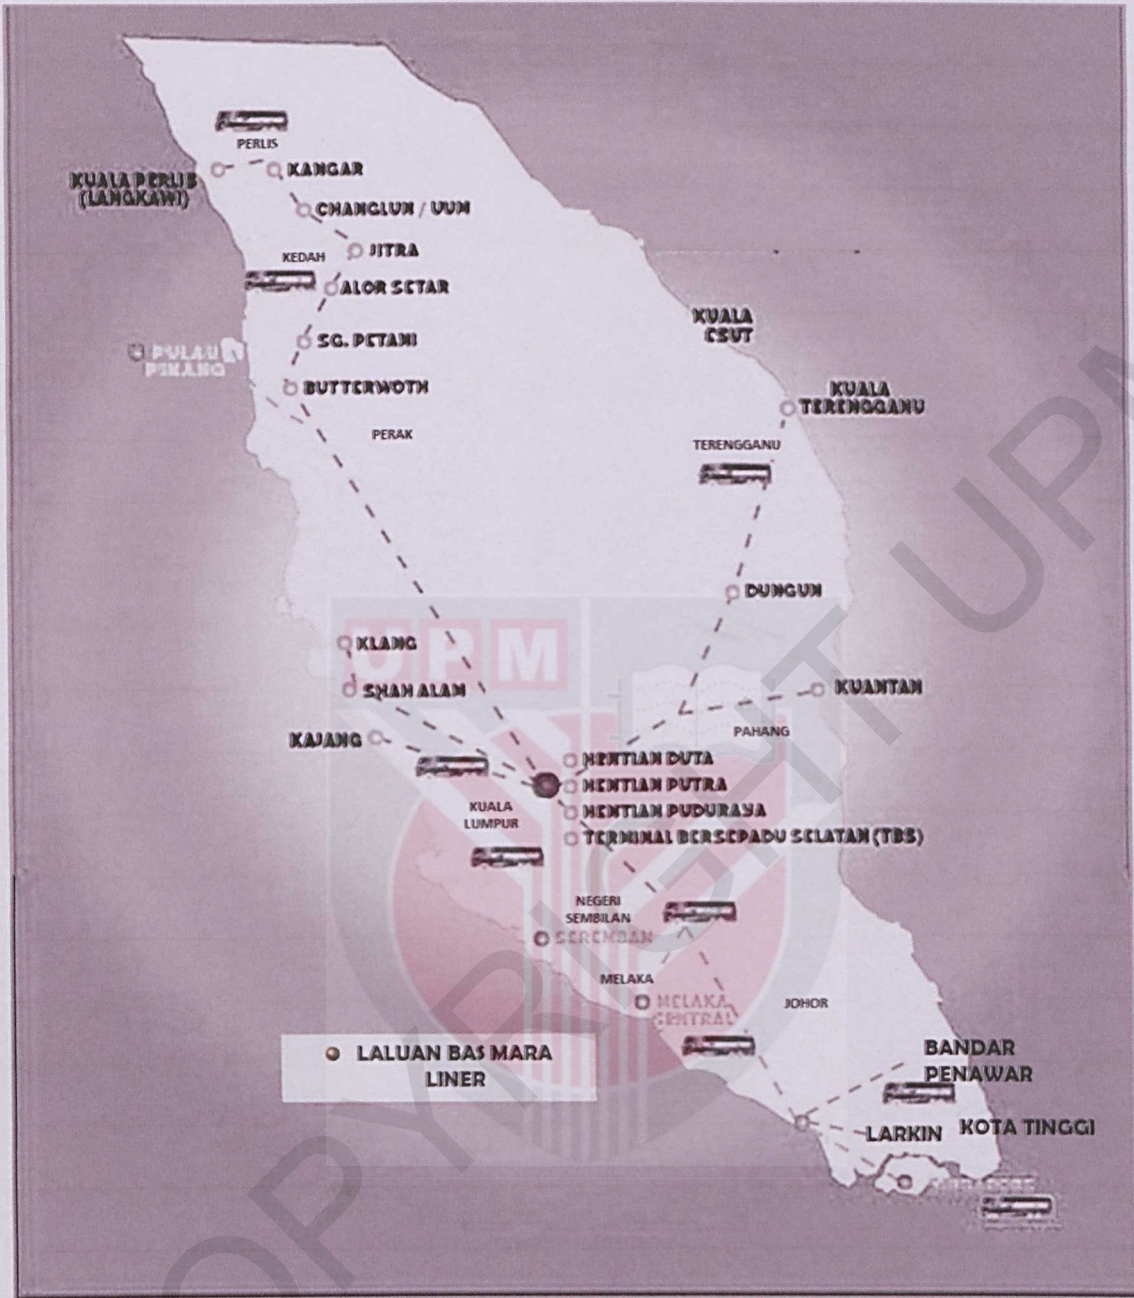 PERLIS
KUALA PERLIS
(LANGKAWI)
KANGAR
CHANGLUN / UUM
JITRA
KEDAH
ALOR SETAR
KUALA
ESUT
SG. PETANI
PULAU
PINANG
BUTTERWOTH
KUALA
TERENGGANU
PERAK
TERENGGANU
DUNGUN
UPM
KLANG
SHAH ALAM
KUANTAN
KAJANG
PAHANG
HENTIAN DUTA
HENTIAN PUTRA
KUALA
LUMPUR
HENTIAN PUDURAYA
TERMINAL BERSEPADU SELATAN (TBS)
NEGERI
SEMBILAN
SEREMBAN
MELAKA
MELAKA
SENTRAL
JOHOR
LALUAN BAS MARA
LINER
BANDAR
PENAWAR
LARKIN
KOTA TINGGI
COPYRIGHT UPM